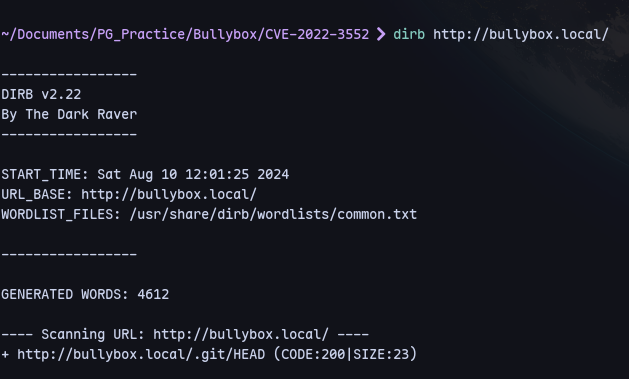 ~/Documents/PG_Practice/Bullybox/CVE-2022-3552 ❯ dirb http://bullybox.local/
-----------------
DIRB v2.22
By The Dark Raver
-----------------
START_TIME: Sat Aug 10 12:01:25 2024
URL_BASE: http://bullybox.local/
WORDLIST_FILES: /usr/share/dirb/wordlists/common.txt
-----------------
GENERATED WORDS: 4612
---- Scanning URL: http://bullybox.local/ ----
+ http://bullybox.local/.git/HEAD (CODE:200|SIZE:23)